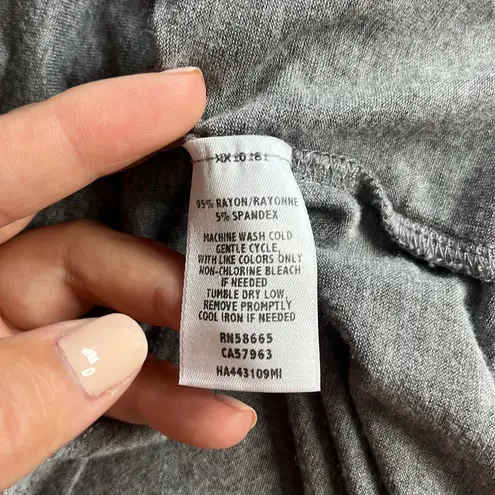 95% RAYON/RAYONNE
5% SPANDEX
MACHINE WASH COLD
GENTLE CYCLE,
WITH LIKE COLORS ONLY
NON-CHLORINE BLEACH
IF NEEDED
TUMBLE DRY LOW,
REMOVE PROMPTLY
COOL IRON IF NEEDED
RN58665
CA57963
HA443109MI